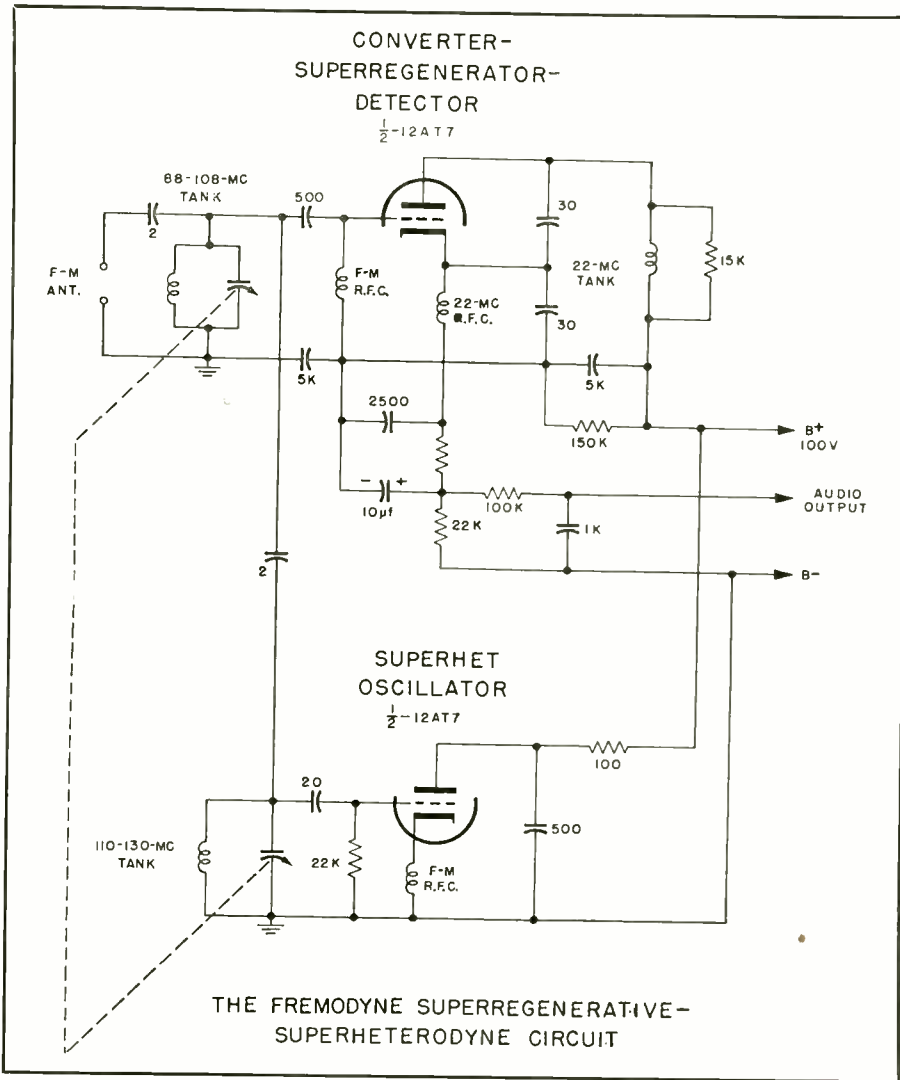 CONVERTER-
SUPERREGENERATOR-
DETECTOR
1/2-12AT7
88-108-MC
TANK
2
500
F-M
ANT.
F-M
R.F.C.
22-MC
R.F.C.
30
30
22-MC
TANK
15K
5K
5K
2500
150K
B+
100V
- +
10µf
100K
22K
1K
AUDIO
OUTPUT
B-
2
SUPERHET
OSCILLATOR
1/2-12AT7
20
100
110-130-MC
TANK
22K
F-M
R.F.C.
500
THE FREMODYNE SUPERREGENERATIVE-
SUPERHETERODYNE CIRCUIT